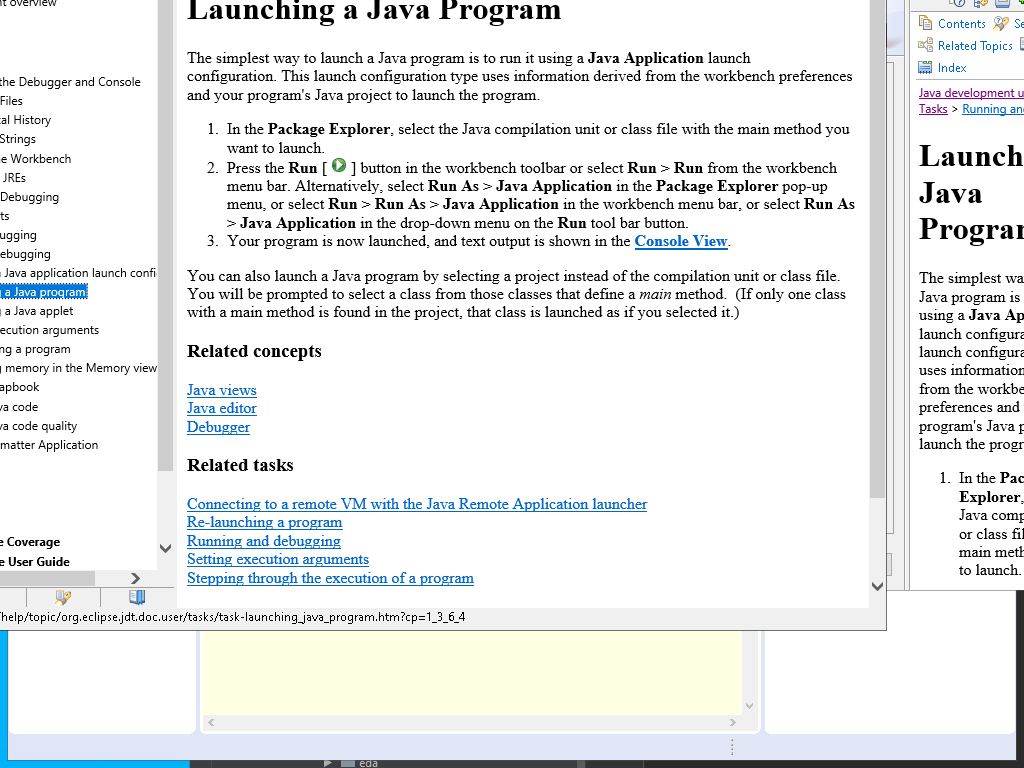 nt overview
the Debugger and Console
Files
al History
Strings
e Workbench
JREs
Debugging
ts
ugging
ebugging
Java application launch confi
g a Java program
g a Java applet
ecution arguments
ng a program
g memory in the Memory view
apbook
va code
va code quality
matter Application
e Coverage
e User Guide
Launching a Java Program
The simplest way to launch a Java program is to run it using a Java Application launch
configuration. This launch configuration type uses information derived from the workbench preferences
and your program's Java project to launch the program.
1. In the Package Explorer, select the Java compilation unit or class file with the main method you
want to launch.
2. Press the Run [ ] button in the workbench toolbar or select Run > Run from the workbench
menu bar. Alternatively, select Run As > Java Application in the Package Explorer pop-up
menu, or select Run > Run As > Java Application in the workbench menu bar, or select Run As
> Java Application in the drop-down menu on the Run tool bar button.
3. Your program is now launched, and text output is shown in the Console View.
You can also launch a Java program by selecting a project instead of the compilation unit or class file.
You will be prompted to select a class from those classes that define a main method.  (If only one class
with a main method is found in the project, that class is launched as if you selected it.)
Related concepts
Java views
Java editor
Debugger
Related tasks
Connecting to a remote VM with the Java Remote Application launcher
Re-launching a program
Running and debugging
Setting execution arguments
Stepping through the execution of a program
/help/topic/org.eclipse.jdt.doc.user/tasks/task-launching_java_program.htm?cp=1_3_6_4
Contents Se
Related Topics
Index
Java development u
Tasks > Running and
Launch
Java
Program
The simplest wa
Java program is
using a Java Ap
launch configura
launch configura
uses information
from the workbe
preferences and
program's Java p
launch the progr
1. In the Pac
Explorer,
Java comp
or class fil
main meth
to launch.
eda